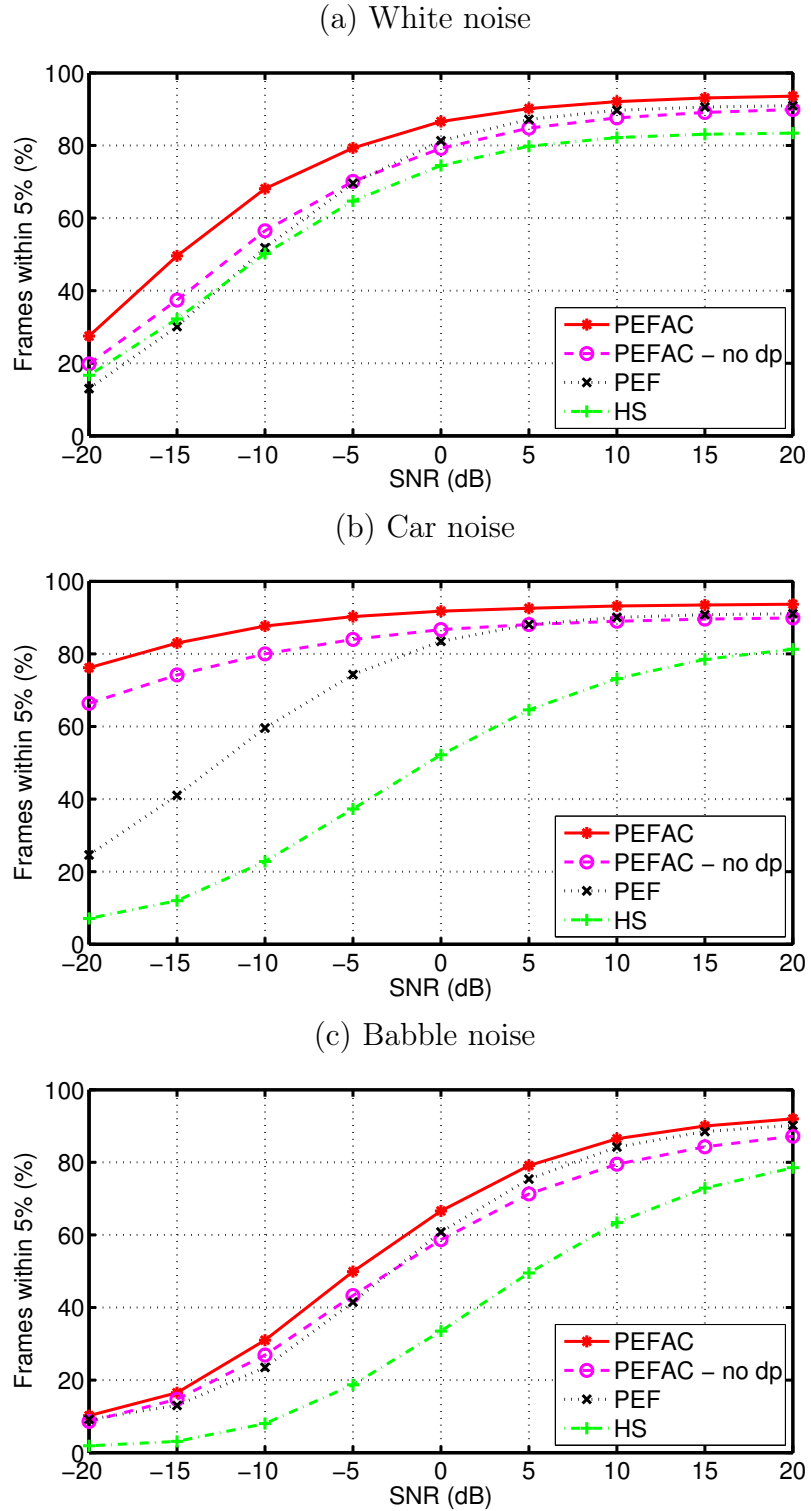 (a) White noise
100
80
60
40
20
0
Frames within 5% (%)
−20 −15 −10 −5 0 5 10 15 20
SNR (dB)
PEFAC
PEFAC − no dp
PEF
HS
(b) Car noise
100
80
60
40
20
0
Frames within 5% (%)
−20 −15 −10 −5 0 5 10 15 20
SNR (dB)
PEFAC
PEFAC − no dp
PEF
HS
(c) Babble noise
100
80
60
40
20
0
Frames within 5% (%)
−20 −15 −10 −5 0 5 10 15 20
SNR (dB)
PEFAC
PEFAC − no dp
PEF
HS